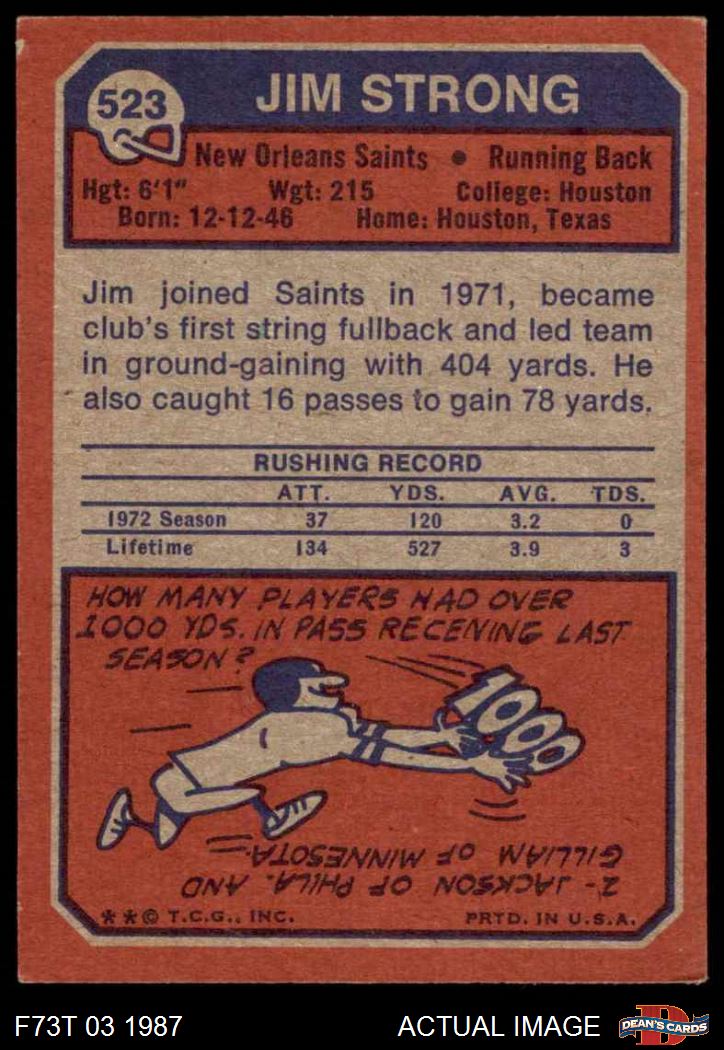 523
JIM STRONG
New Orleans Saints • Running Back
Hgt: 6'1" Wgt: 215 College: Houston
Born: 12-12-46 Home: Houston, Texas
Jim joined Saints in 1971, became
club's first string fullback and led team
in ground-gaining with 404 yards. He
also caught 16 passes to gain 78 yards.
RUSHING RECORD
ATT. YDS. AVG. TDS.
1972 Season 37 120 3.2 0
Lifetime 134 527 3.9 3
HOW MANY PLAYERS HAD OVER
1000 YDS. IN PASS RECEIVING LAST
SEASON?
1000
2 - JACKSON OF PHILA. AND
GILLIAM OF MINNESOTA.
**© T.C.G., INC. PRTD. IN U.S.A.
F73T 03 1987 ACTUAL IMAGE
D
DEAN'S CARDS